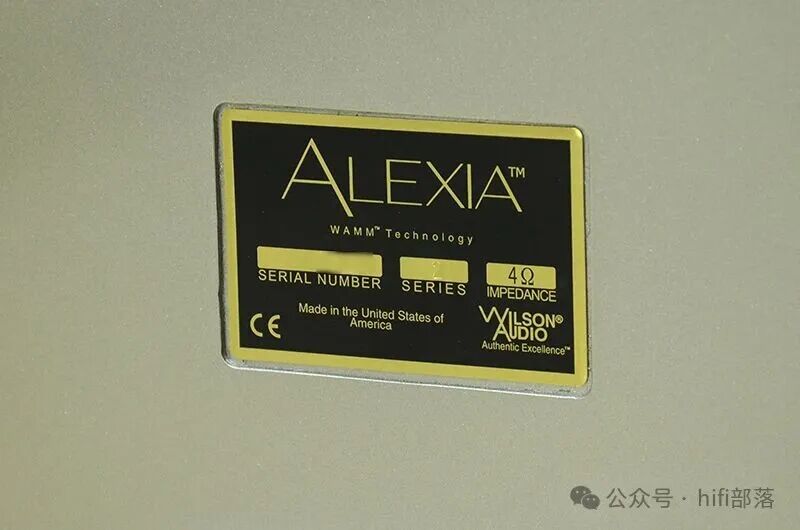 ALEXIA™
WAMM™ Technology
2
4Ω
SERIAL NUMBER
SERIES
IMPEDANCE
Made in the United States of
America
CE
WILSON®
AUDIO
Authentic Excellence™
公众号 · hifi部落